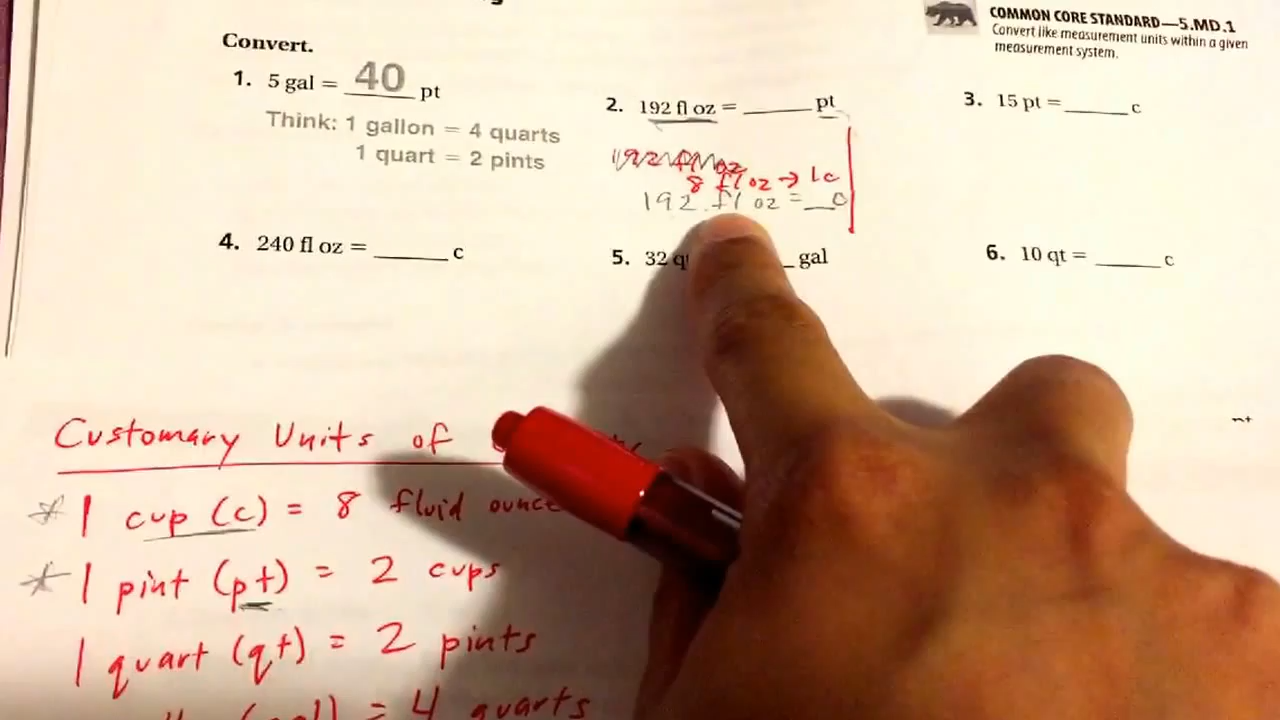 COMMON CORE STANDARD—5.MD.1
Convert like measurement units within a given
measurement system.
Convert.
1. 5 gal = 40 pt
Think: 1 gallon = 4 quarts
1 quart = 2 pints
2. 192 fl oz = ______ pt
192 fl oz
8 fl oz → 1c
192 fl oz = __c
3. 15 pt = ______ c
4. 240 fl oz = ______ c
5. 32 _ gal
6. 10 qt = ______ c
Customary Units of
* 1 cup (c) = 8 fluid ounce
* 1 pint (pt) = 2 cups
1 quart (qt) = 2 pints
= 4 quarts